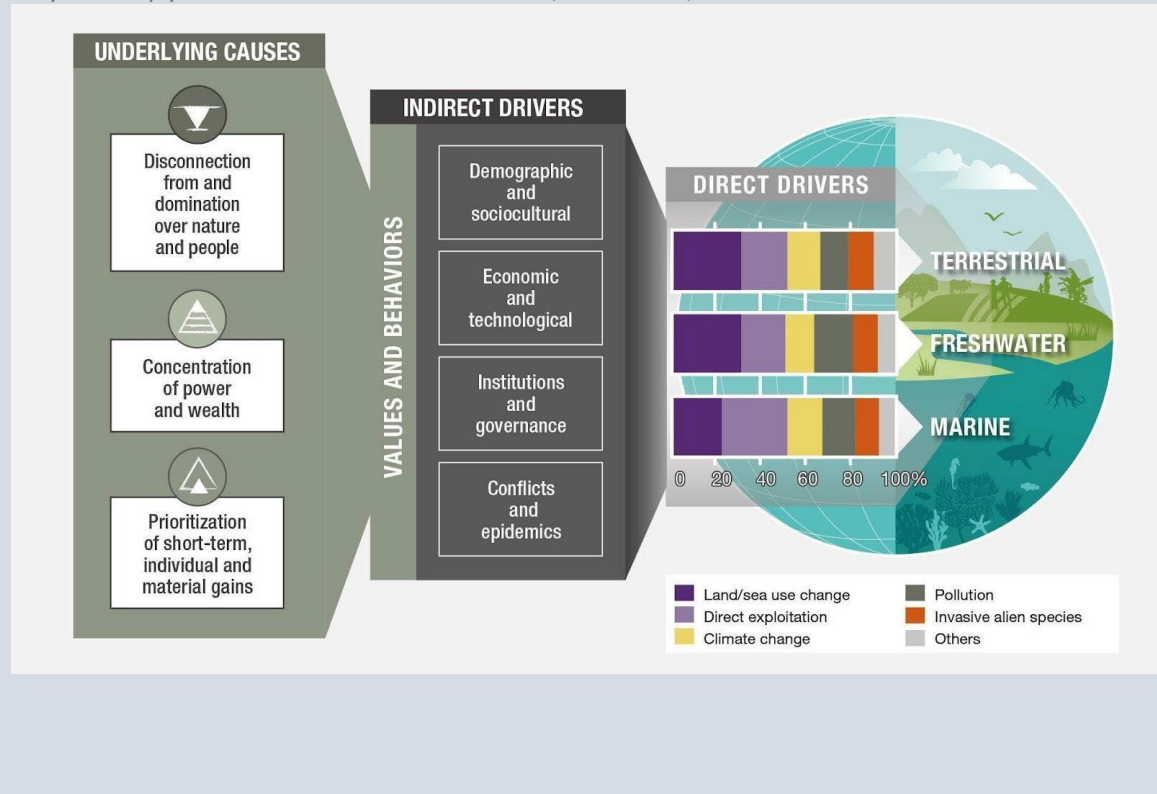 UNDERLYING CAUSES
Disconnection
from and
domination
over nature
and people
Concentration
of power
and wealth
Prioritization
of short-term,
individual and
material gains
INDIRECT DRIVERS
VALUES AND BEHAVIORS
Demographic
and
sociocultural
Economic
and
technological
Institutions
and
governance
Conflicts
and
epidemics
DIRECT DRIVERS
TERRESTRIAL
FRESHWATER
MARINE
0 20 40 60 80 100%
Land/sea use change
Direct exploitation
Climate change
Pollution
Invasive alien species
Others